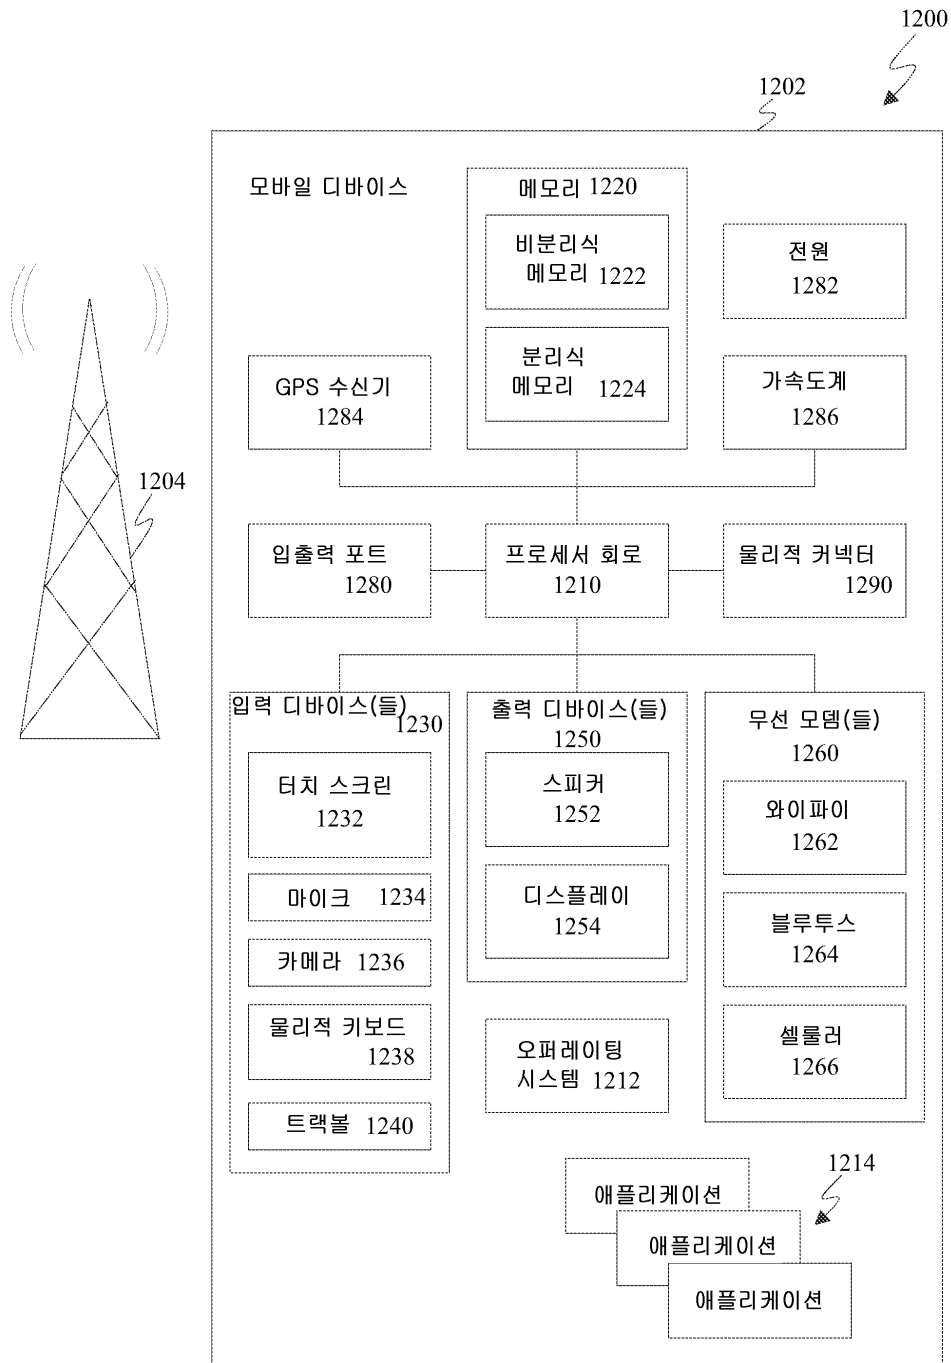 1200
1202
모바일 디바이스
메모리 1220
비분리식
메모리 1222
전원
1282
분리식
메모리 1224
GPS 수신기
1284
가속도계
1286
1204
입출력 포트
1280
프로세서 회로
1210
물리적 커넥터
1290
입력 디바이스(들)
1230
출력 디바이스(들)
1250
무선 모뎀(들)
1260
터치 스크린
1232
스피커
1252
와이파이
1262
마이크 1234
디스플레이
1254
카메라 1236
블루투스
1264
물리적 키보드
1238
오퍼레이팅
시스템 1212
셀룰러
1266
트랙볼 1240
1214
애플리케이션
애플리케이션
애플리케이션